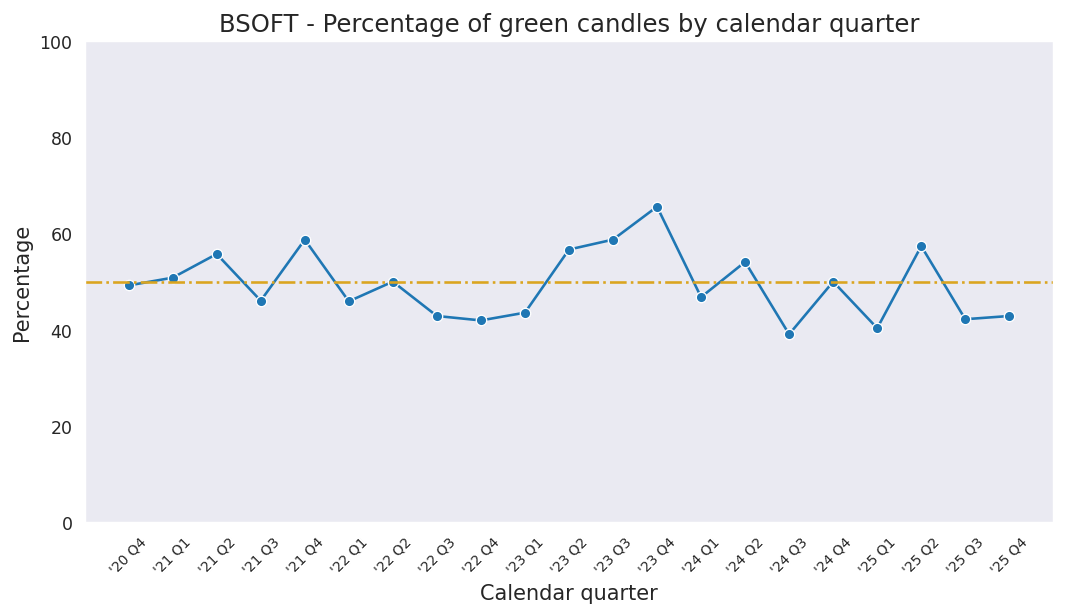 BSOFT - Percentage of green candles by calendar quarter
Percentage
100
80
60
40
20
0
'20 Q4
'21 Q1
'21 Q2
'21 Q3
'21 Q4
'22 Q1
'22 Q2
'22 Q3
'22 Q4
'23 Q1
'23 Q2
'23 Q3
'23 Q4
'24 Q1
'24 Q2
'24 Q3
'24 Q4
'25 Q1
'25 Q2
'25 Q3
'25 Q4
Calendar quarter